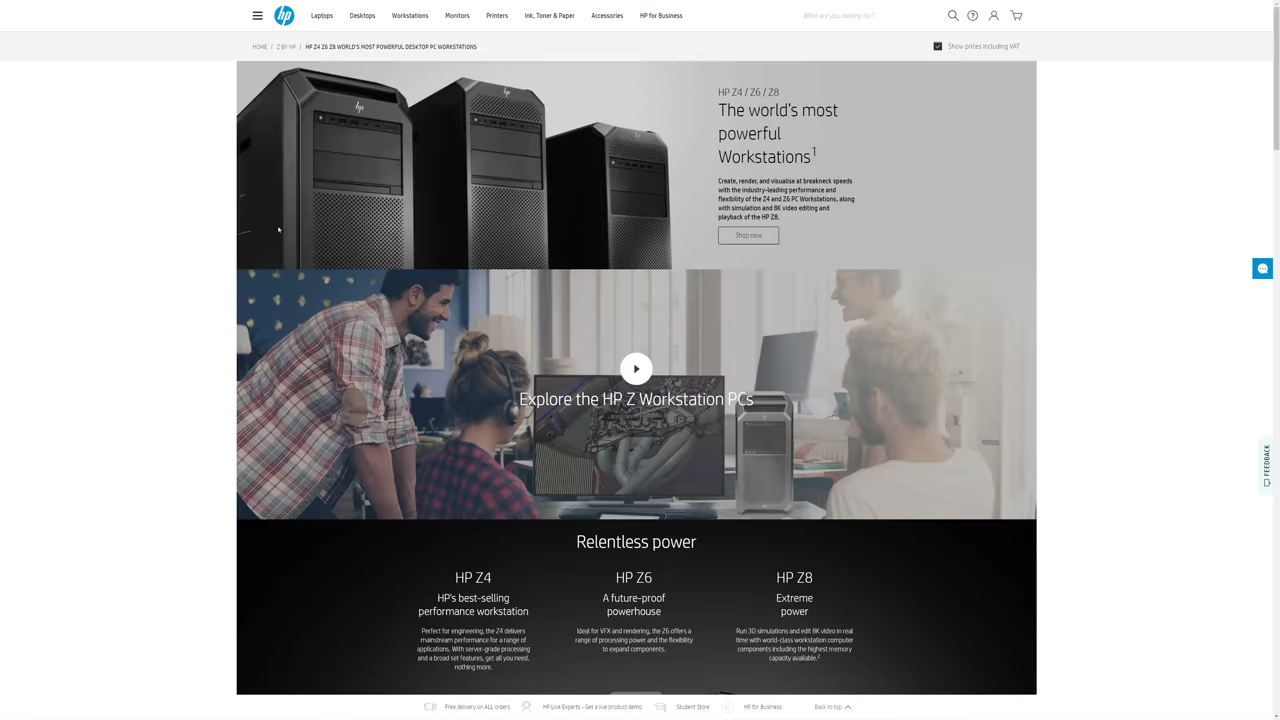 hp
Laptops
Desktops
Workstations
Monitors
Printers
Ink, Toner & Paper
Accessories
HP for Business
What are you looking for?
HOME / Z BY HP / HP Z4 Z6 Z8 WORLD'S MOST POWERFUL DESKTOP PC WORKSTATIONS
Show prices including VAT
HP Z4 / Z6 / Z8
The world's most
powerful
Workstations1
Create, render, and visualise at breakneck speeds
with the industry-leading performance and
flexibility of the Z4 and Z6 PC Workstations, along
with simulation and 8K video editing and
playback of the HP Z8.
Shop now
Explore the HP Z Workstation PCs
FEEDBACK
Relentless power
HP Z4
HP's best-selling
performance workstation
Perfect for engineering, the Z4 delivers
mainstream performance for a range of
applications. With server-grade processing
and a broad set features, get all you need,
nothing more.
HP Z6
A future-proof
powerhouse
Ideal for VFX and rendering, the Z6 offers a
range of processing power and the flexibility
to expand components.
HP Z8
Extreme
power
Run 3D simulations and edit 8K video in real
time with world-class workstation computer
components including the highest memory
capacity available.2
Free delivery on ALL orders
HP Live Experts - Get a live product demo
Student Store
HP for Business
Back to top